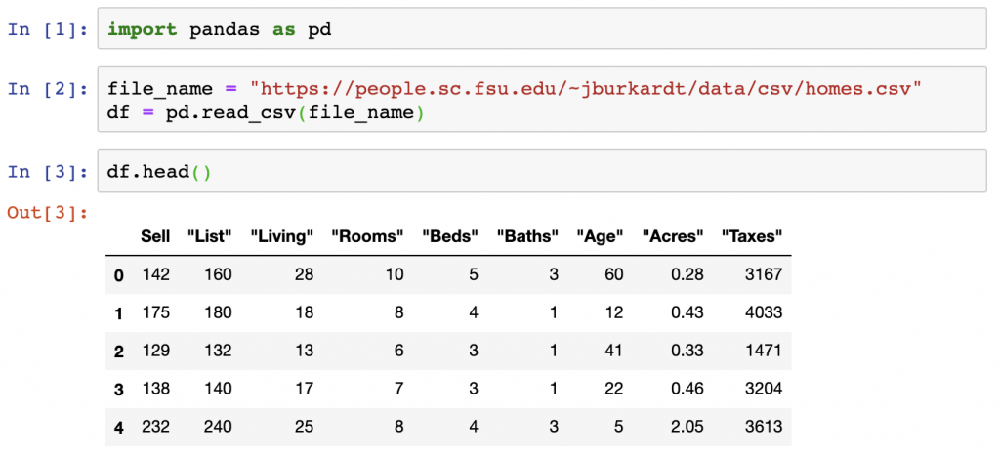 In [1]: import pandas as pd
In [2]: file_name = "https://people.sc.fsu.edu/~jburkardt/data/csv/homes.csv"
df = pd.read_csv(file_name)
In [3]: df.head()
Out[3]:
Sell "List" "Living" "Rooms" "Beds" "Baths" "Age" "Acres" "Taxes"
0 142 160 28 10 5 3 60 0.28 3167
1 175 180 18 8 4 1 12 0.43 4033
2 129 132 13 6 3 1 41 0.33 1471
3 138 140 17 7 3 1 22 0.46 3204
4 232 240 25 8 4 3 5 2.05 3613